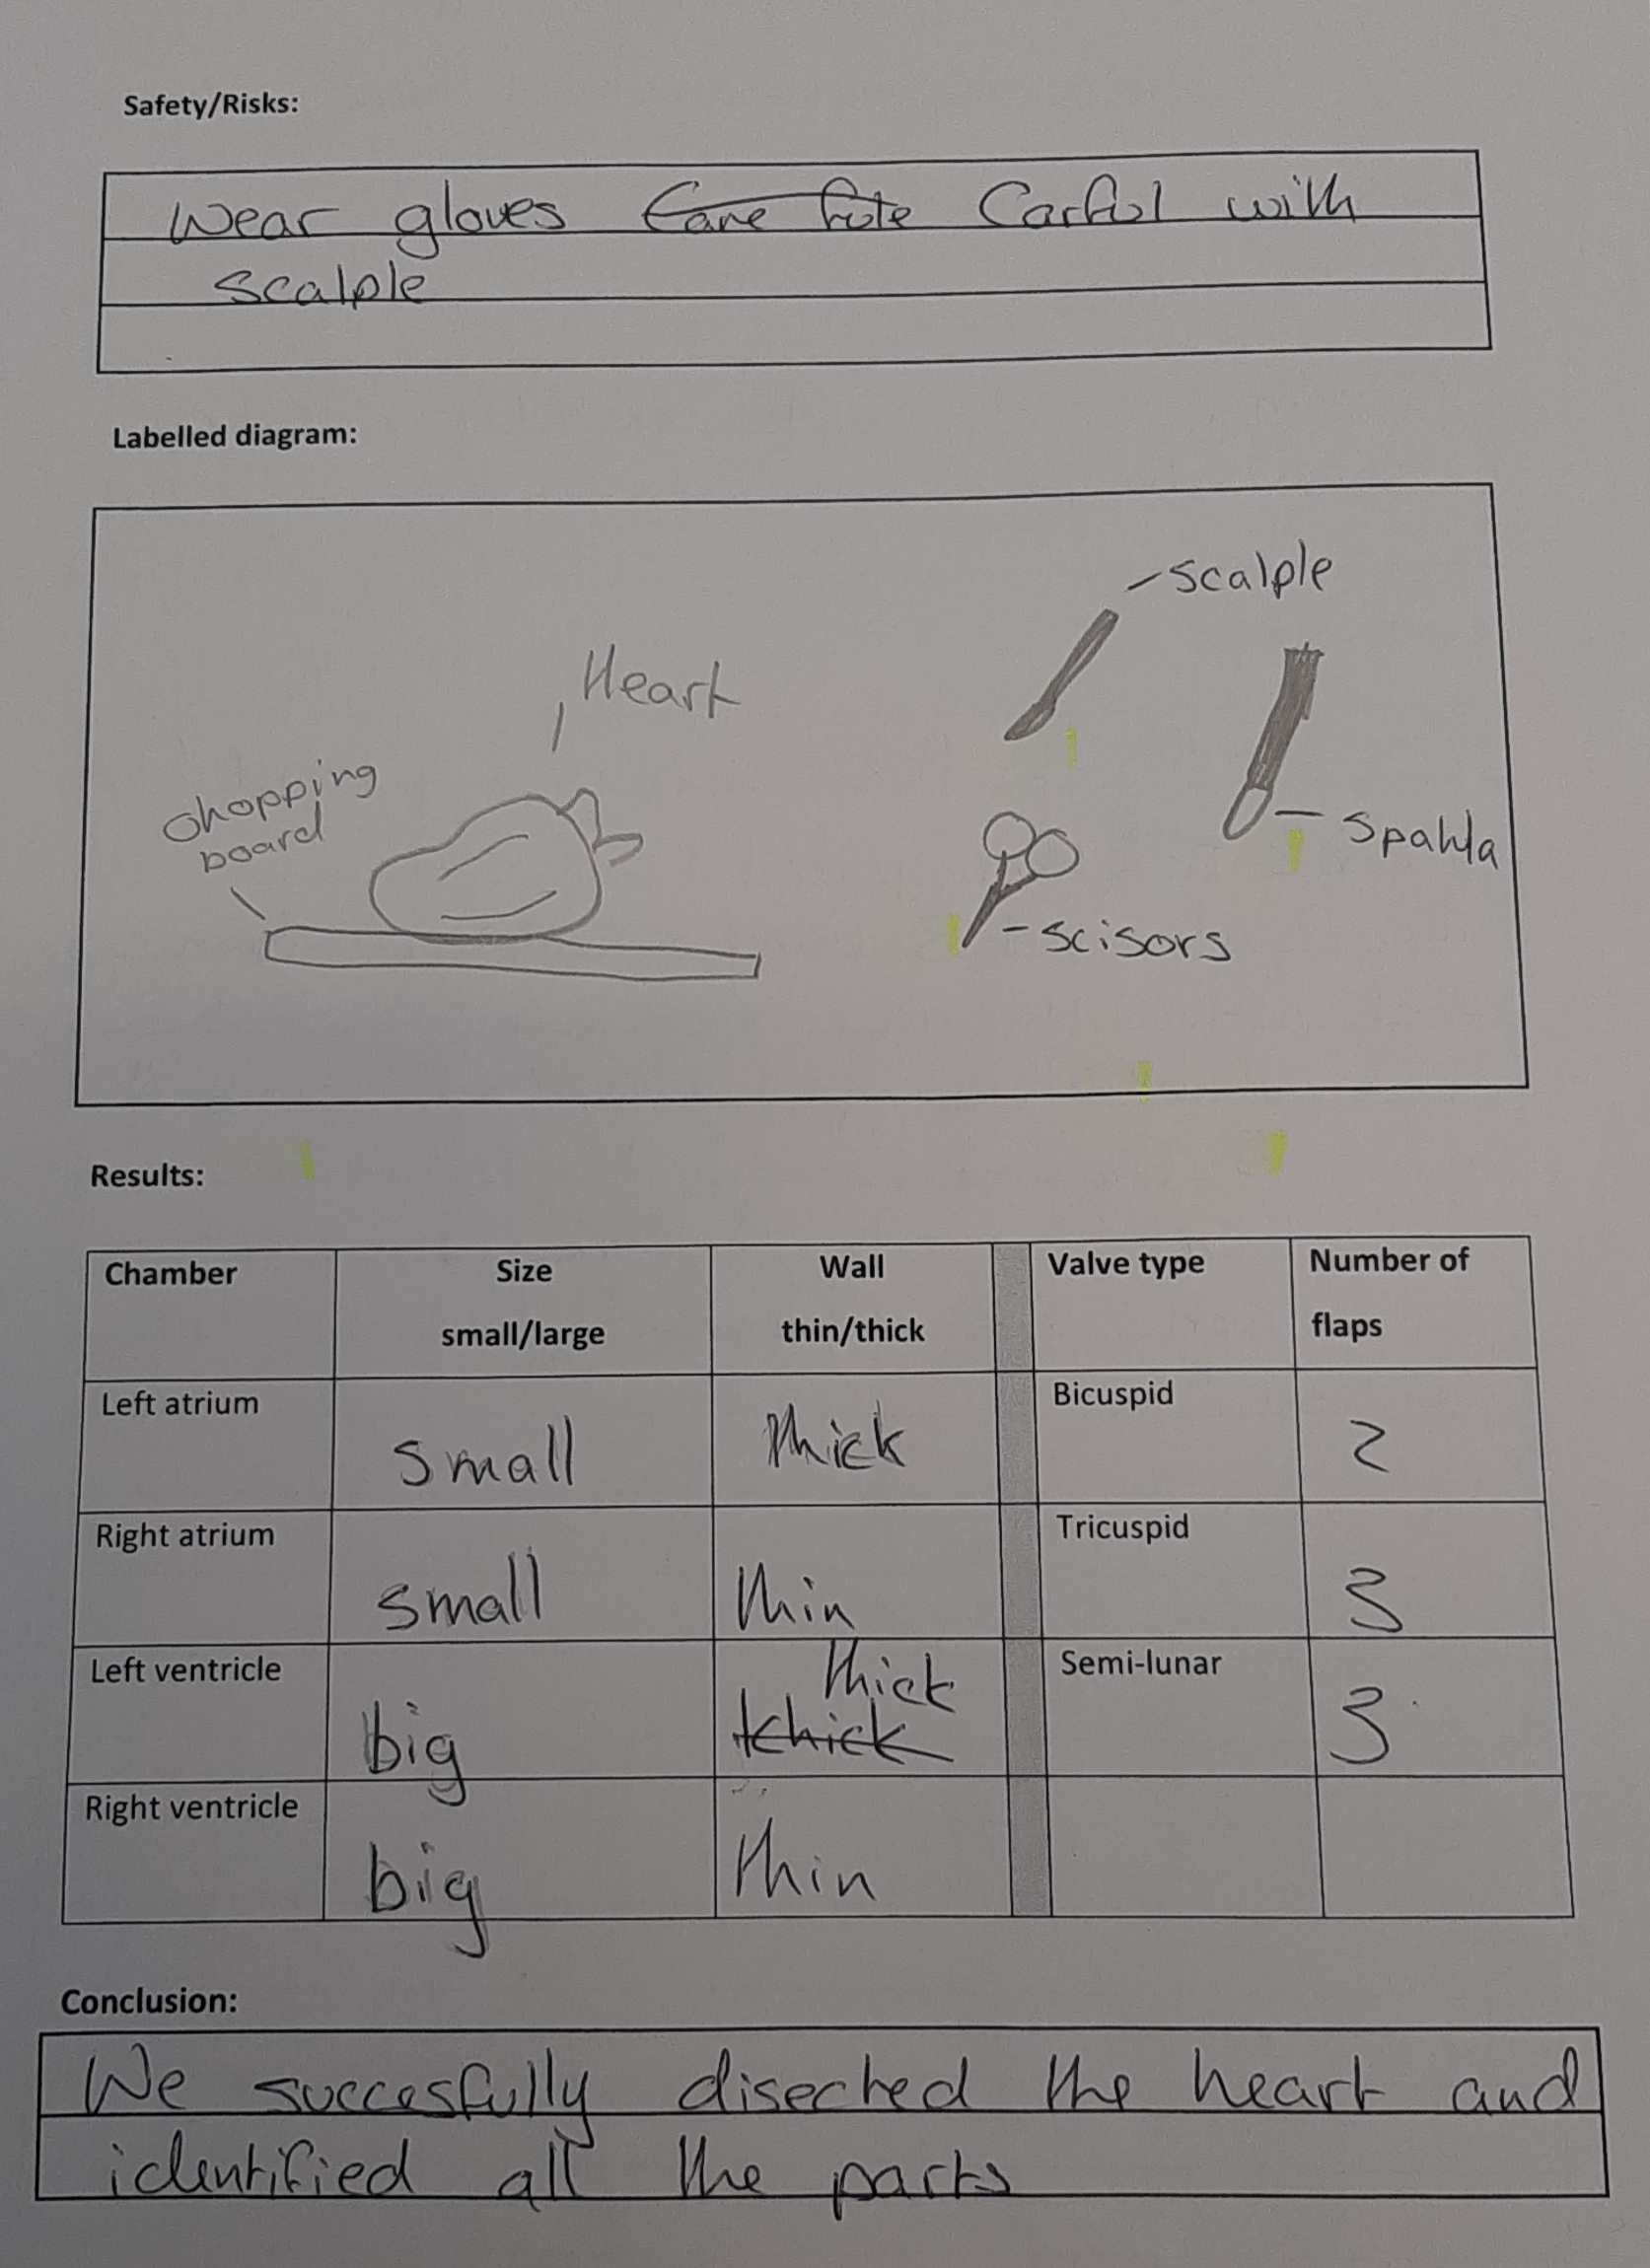 Safety/Risks:
Wear gloves Carful with
scalple
Labelled diagram:
scalple
Heart
chopping
board
spahla
scisors
Results:
Chamber Size Wall Valve type Number of
small/large thin/thick flaps
Left atrium small thick Bicuspid 2
Right atrium small thin Tricuspid 3
Left ventricle big thick Semi-lunar 3
tchick
Right ventricle big thin
Conclusion:
We succesfully disected the heart and
identified all the parts